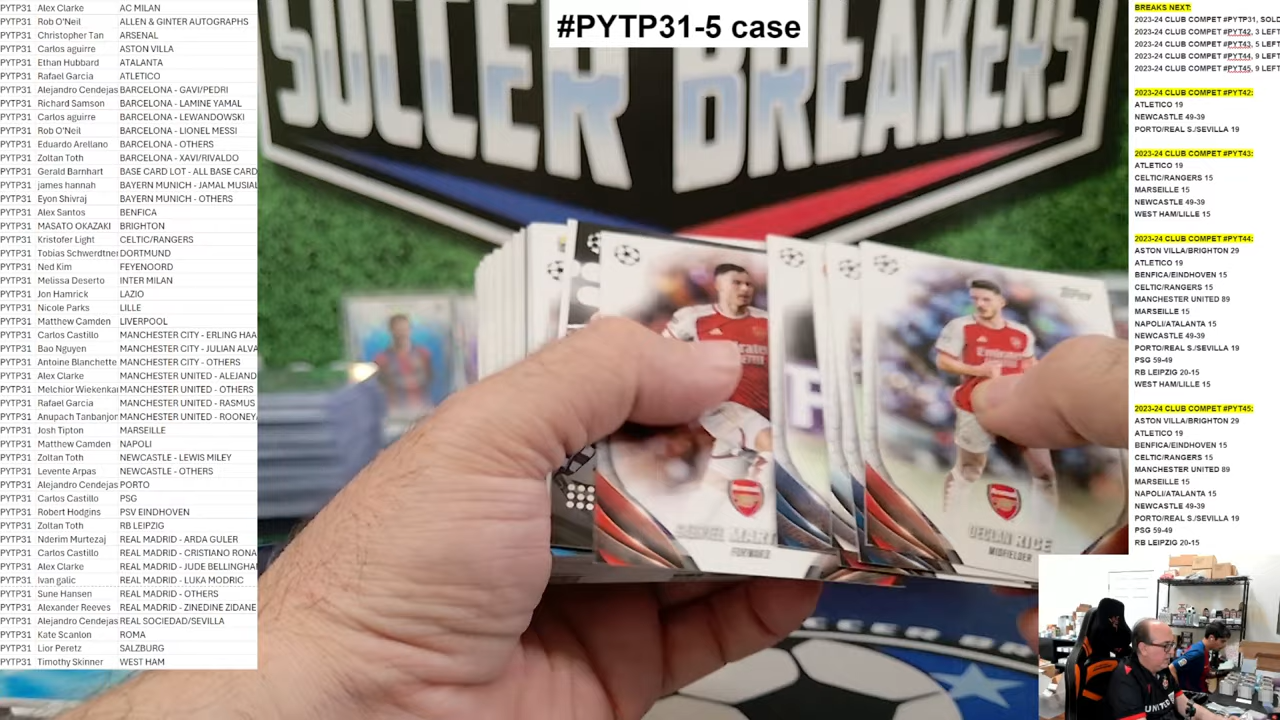 #PYTP31-5 case
SOCCER BREAKERS
PYTP31 Alex Clarke AC MILAN
PYTP31 Rob O'Neil ALLEN & GINTER AUTOGRAPHS
PYTP31 Christopher Tan ARSENAL
PYTP31 Carlos aguirre ASTON VILLA
PYTP31 Ethan Hubbard ATALANTA
PYTP31 Rafael Garcia ATLETICO
PYTP31 Alejandro Cendejas BARCELONA - GAVI/PEDRI
PYTP31 Richard Samson BARCELONA - LAMINE YAMAL
PYTP31 Carlos aguirre BARCELONA - LEWANDOWSKI
PYTP31 Rob O'Neil BARCELONA - LIONEL MESSI
PYTP31 Eduardo Arellano BARCELONA - OTHERS
PYTP31 Zoltan Toth BARCELONA - XAVI/RIVALDO
PYTP31 Gerald Barnhart BASE CARD LOT - ALL BASE CARD
PYTP31 james hannah BAYERN MUNICH - JAMAL MUSIAL
PYTP31 Eyon Shivraj BAYERN MUNICH - OTHERS
PYTP31 Alex Santos BENFICA
PYTP31 MASATO OKAZAKI BRIGHTON
PYTP31 Kristofer Light CELTIC/RANGERS
PYTP31 Tobias Schwerdtner DORTMUND
PYTP31 Ned Kim FEYENOORD
PYTP31 Melissa Deserto INTER MILAN
PYTP31 Jon Hamrick LAZIO
PYTP31 Nicole Parks LILLE
PYTP31 Matthew Camden LIVERPOOL
PYTP31 Carlos Castillo MANCHESTER CITY - ERLING HAA
PYTP31 Bao Nguyen MANCHESTER CITY - JULIAN ALVA
PYTP31 Antoine Blanchette MANCHESTER CITY - OTHERS
PYTP31 Alex Clarke MANCHESTER UNITED - ALEJAND
PYTP31 Melchior Wiekenkar MANCHESTER UNITED - OTHERS
PYTP31 Rafael Garcia MANCHESTER UNITED - RASMUS
PYTP31 Anupach Tanbanjor MANCHESTER UNITED - ROONEY
PYTP31 Josh Tipton MARSEILLE
PYTP31 Matthew Camden NAPOLI
PYTP31 Zoltan Toth NEWCASTLE - LEWIS MILEY
PYTP31 Levente Arpas NEWCASTLE - OTHERS
PYTP31 Alejandro Cendejas PORTO
PYTP31 Carlos Castillo PSG
PYTP31 Robert Hodgins PSV EINDHOVEN
PYTP31 Zoltan Toth RB LEIPZIG
PYTP31 Nderim Murtezaj REAL MADRID - ARDA GULER
PYTP31 Carlos Castillo REAL MADRID - CRISTIANO RONA
PYTP31 Alex Clarke REAL MADRID - JUDE BELLINGHA
PYTP31 Ivan galic REAL MADRID - LUKA MODRIC
PYTP31 Sune Hansen REAL MADRID - OTHERS
PYTP31 Alexander Reeves REAL MADRID - ZINEDINE ZIDANE
PYTP31 Alejandro Cendejas REAL SOCIEDAD/SEVILLA
PYTP31 Kate Scanlon ROMA
PYTP31 Lior Peretz SALZBURG
PYTP31 Timothy Skinner WEST HAM
topps
Arsenal
FORWARD
DECLAN RICE
MIDFIELDER
BREAKS NEXT:
2023-24 CLUB COMPET #PYTP31, SOLD
2023-24 CLUB COMPET #PYT42, 3 LEFT
2023-24 CLUB COMPET #PYT43, 5 LEFT
2023-24 CLUB COMPET #PYT44, 9 LEFT
2023-24 CLUB COMPET #PYT45, 9 LEFT
2023-24 CLUB COMPET #PYT42:
ATLETICO 19
NEWCASTLE 49-39
PORTO/REAL S./SEVILLA 19
2023-24 CLUB COMPET #PYT43:
ATLETICO 19
CELTIC/RANGERS 15
MARSEILLE 15
NEWCASTLE 49-39
WEST HAM/LILLE 15
2023-24 CLUB COMPET #PYT44:
ASTON VILLA/BRIGHTON 29
ATLETICO 19
BENFICA/EINDHOVEN 15
CELTIC/RANGERS 15
MANCHESTER UNITED 89
MARSEILLE 15
NAPOLI/ATALANTA 15
NEWCASTLE 49-39
PORTO/REAL S./SEVILLA 19
PSG 59-49
RB LEIPZIG 20-15
WEST HAM/LILLE 15
2023-24 CLUB COMPET #PYT45:
ASTON VILLA/BRIGHTON 29
ATLETICO 19
BENFICA/EINDHOVEN 15
CELTIC/RANGERS 15
MANCHESTER UNITED 89
MARSEILLE 15
NAPOLI/ATALANTA 15
NEWCASTLE 49-39
PORTO/REAL S./SEVILLA 19
PSG 59-49
RB LEIPZIG 20-15